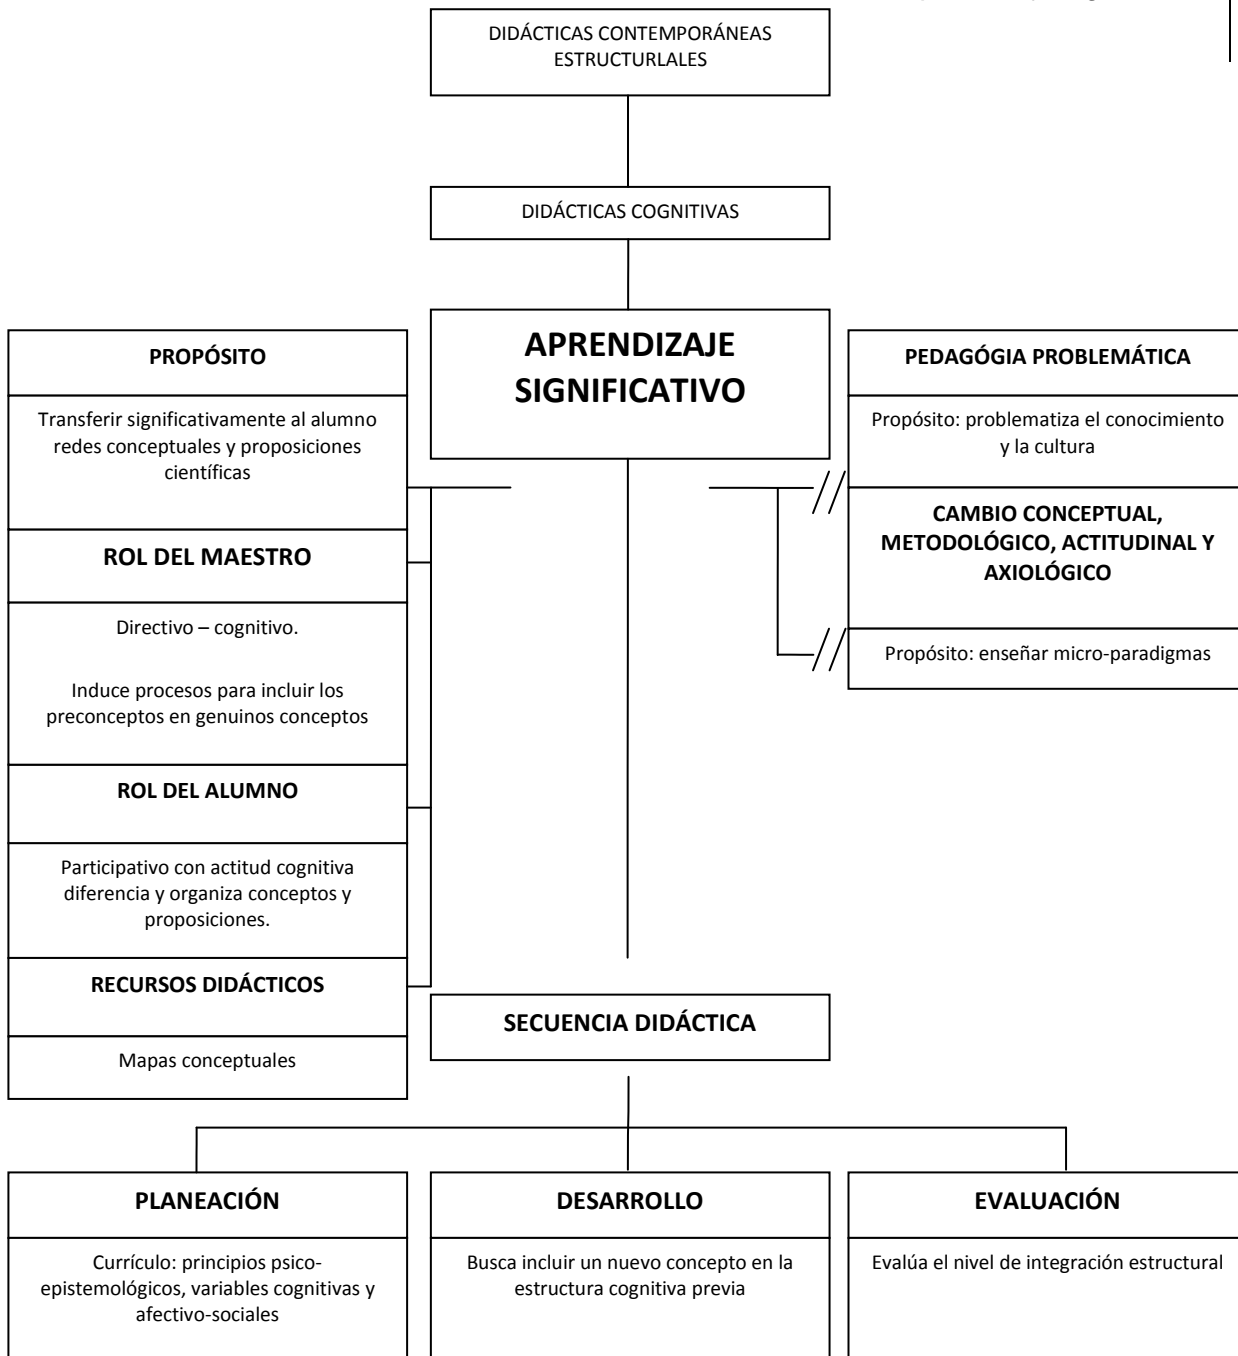 DIDÁCTICAS CONTEMPORÁNEAS
ESTRUCTURLALES
DIDÁCTICAS COGNITIVAS
APRENDIZAJE
SIGNIFICATIVO
PROPÓSITO
Transferir significativamente al alumno
redes conceptuales y proposiciones
científicas
ROL DEL MAESTRO
Directivo – cognitivo.
Induce procesos para incluir los
preconceptos en genuinos conceptos
ROL DEL ALUMNO
Participativo con actitud cognitiva
diferencia y organiza conceptos y
proposiciones.
RECURSOS DIDÁCTICOS
Mapas conceptuales
PEDAGÓGIA PROBLEMÁTICA
Propósito: problematiza el conocimiento
y la cultura
CAMBIO CONCEPTUAL,
METODOLÓGICO, ACTITUDINAL Y
AXIOLÓGICO
Propósito: enseñar micro-paradigmas
SECUENCIA DIDÁCTICA
PLANEACIÓN
Currículo: principios psico-
epistemológicos, variables cognitivas y
afectivo-sociales
DESARROLLO
Busca incluir un nuevo concepto en la
estructura cognitiva previa
EVALUACIÓN
Evalúa el nivel de integración estructural